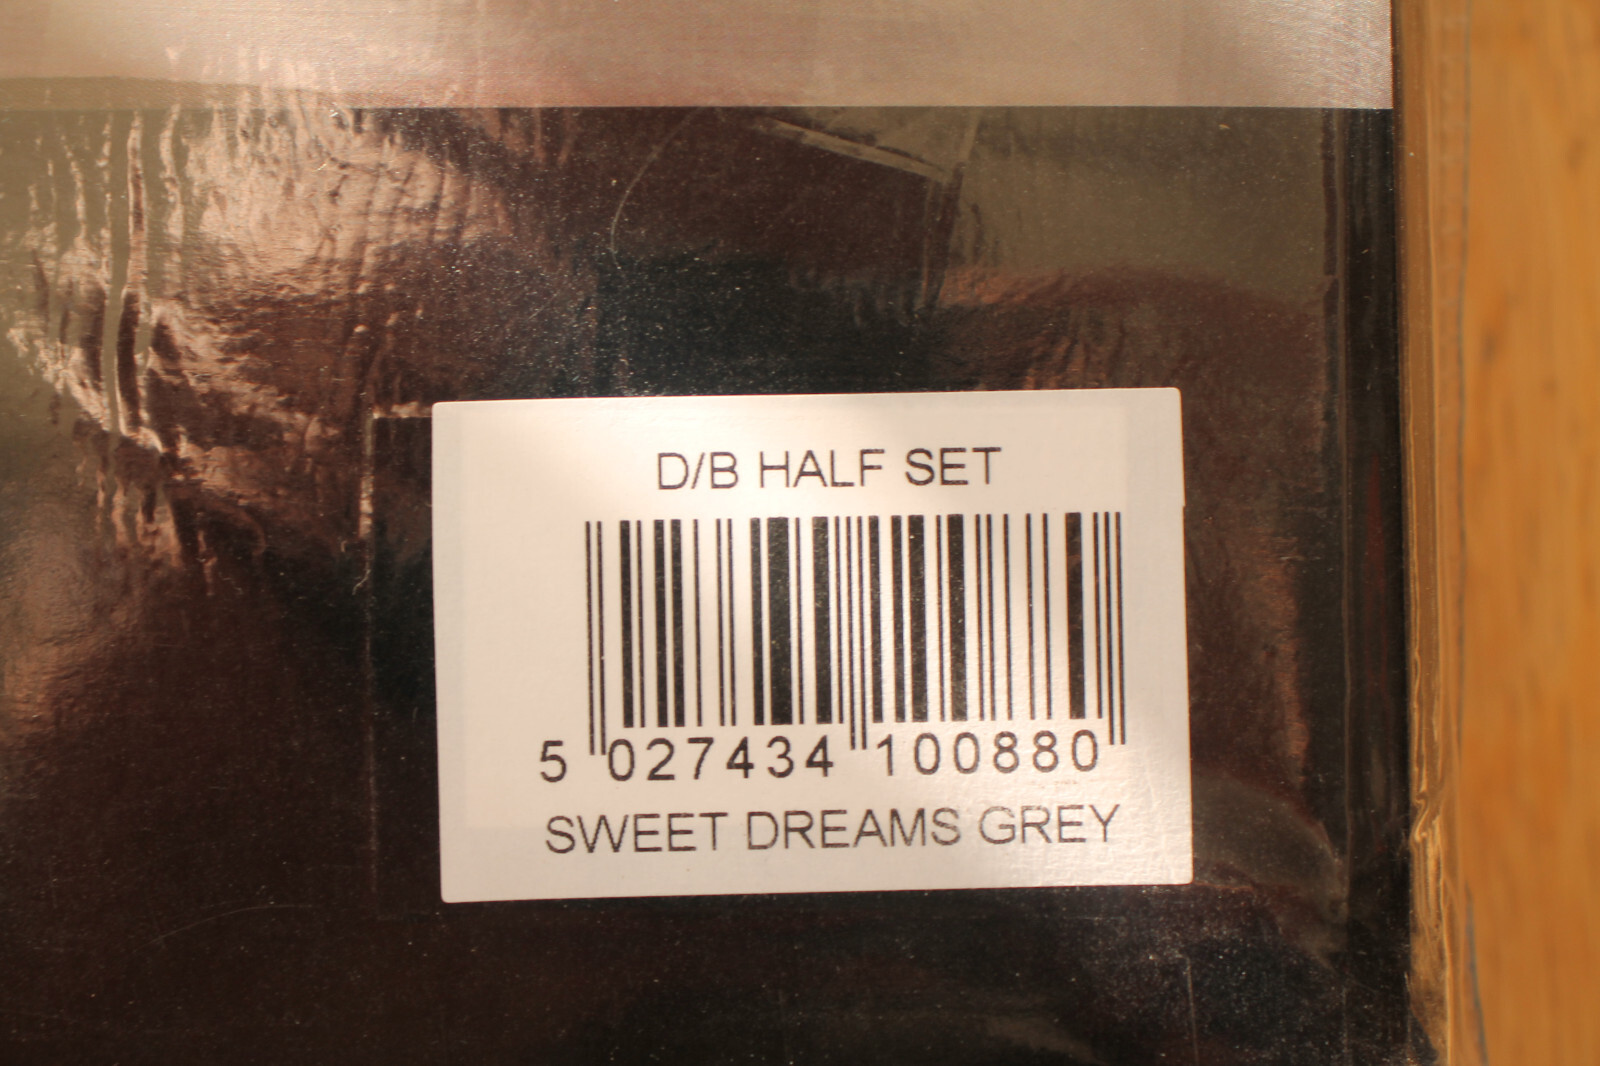 D/B HALF SET
5 027434 100880
SWEET DREAMS GREY